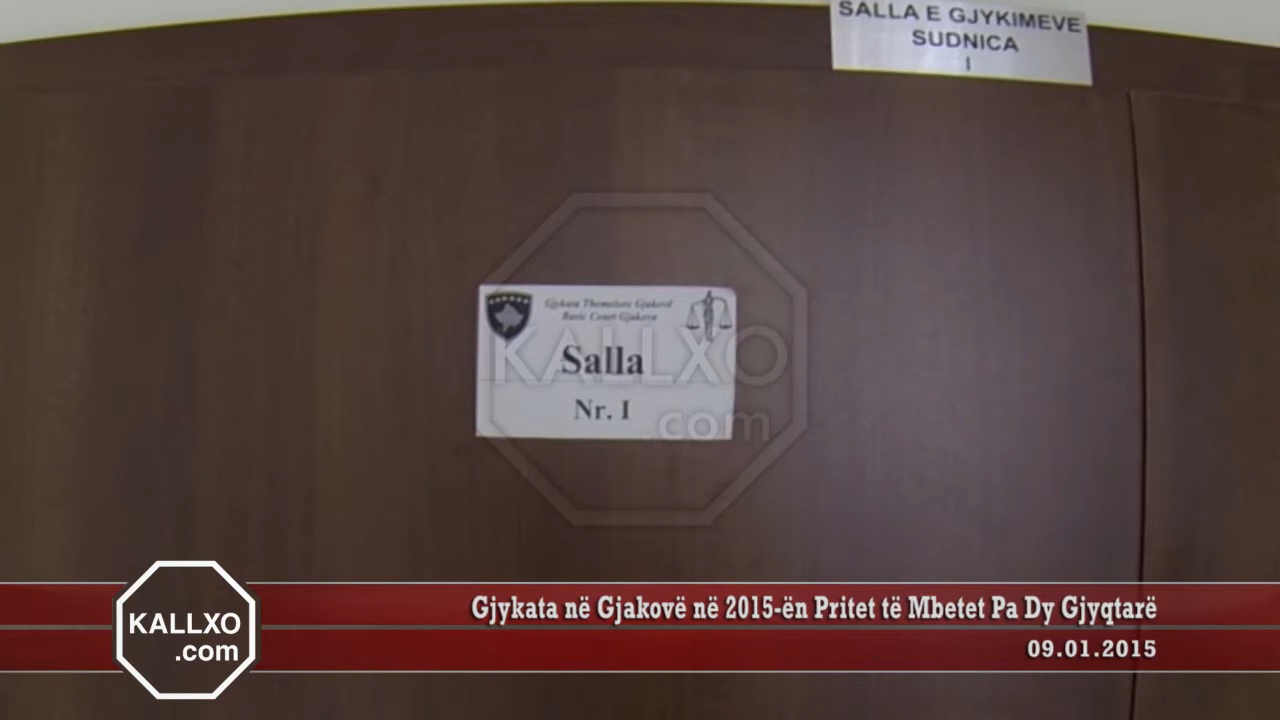 SALLA E GJYKIMEVE
SUDNICA
I
Gjykata Themelore Gjakovë
Basic Court Gjakova
Salla
Nr. I
KALLXO
.com
Gjykata në Gjakovë në 2015-ën Pritet të Mbetet Pa Dy Gjyqtarë
KALLXO
.com
09.01.2015